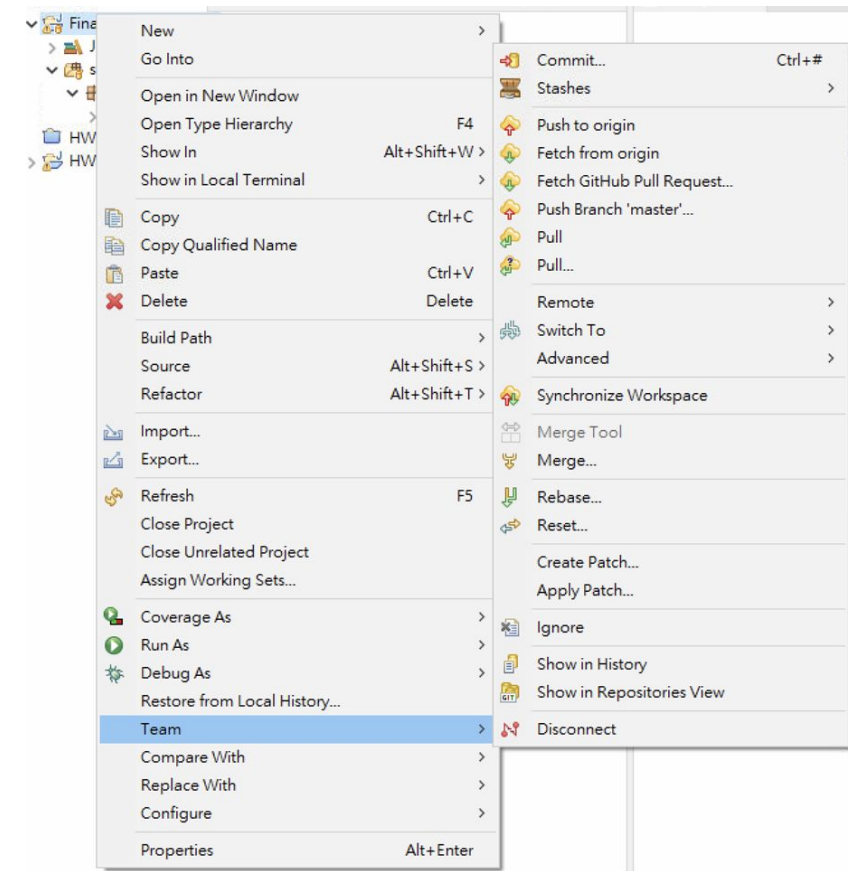 Fina
J
s
HW
HW
New
Go Into
Open in New Window
Open Type Hierarchy F4
Show In Alt+Shift+W
Show in Local Terminal
Copy Ctrl+C
Copy Qualified Name
Paste Ctrl+V
Delete Delete
Build Path
Source Alt+Shift+S
Refactor Alt+Shift+T
Import...
Export...
Refresh F5
Close Project
Close Unrelated Project
Assign Working Sets...
Coverage As
Run As
Debug As
Restore from Local History...
Team
Compare With
Replace With
Configure
Properties Alt+Enter
Commit... Ctrl+#
Stashes
Push to origin
Fetch from origin
Fetch GitHub Pull Request...
Push Branch 'master'...
Pull
Pull...
Remote
Switch To
Advanced
Synchronize Workspace
Merge Tool
Merge...
Rebase...
Reset...
Create Patch...
Apply Patch...
Ignore
Show in History
GIT Show in Repositories View
Disconnect